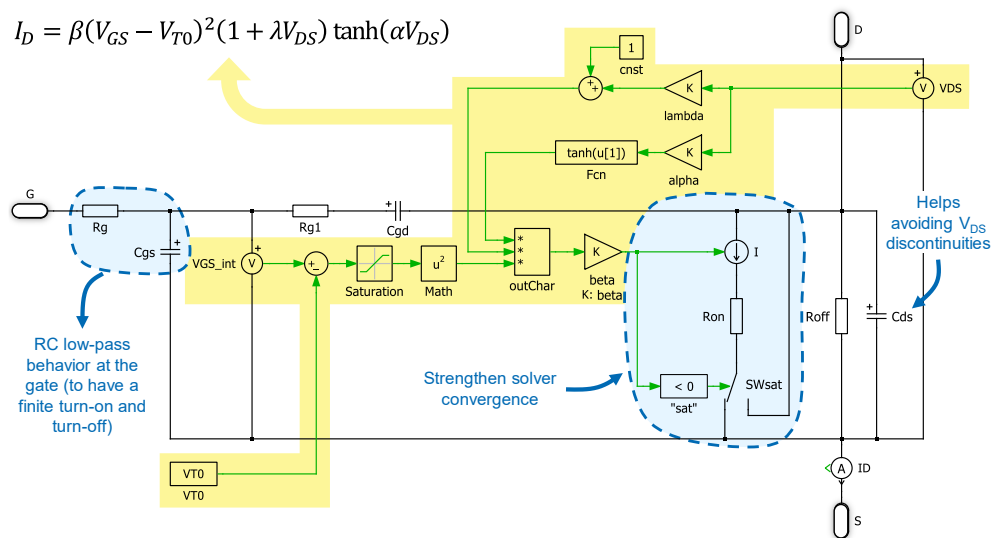 I_D = β(V_GS − V_T0)²(1 + λV_DS) tanh(αV_DS)
D
1
cnst
+
+
K
lambda
+
V
VDS
tanh(u[1])
Fcn
K
alpha
G
Rg
Rg1
+
Cgd
Helps
avoiding V_DS
discontinuities
+
Cgs
+
VGS_int
V
+
−
Saturation
u²
Math
*
*
*
outChar
K
beta
K: beta
I
Ron
Roff
+
Cds
RC low-pass
behavior at the
gate (to have a
finite turn-on and
turn-off)
Strengthen solver
convergence
< 0
"sat"
SWsat
VT0
VT0
A
ID
S